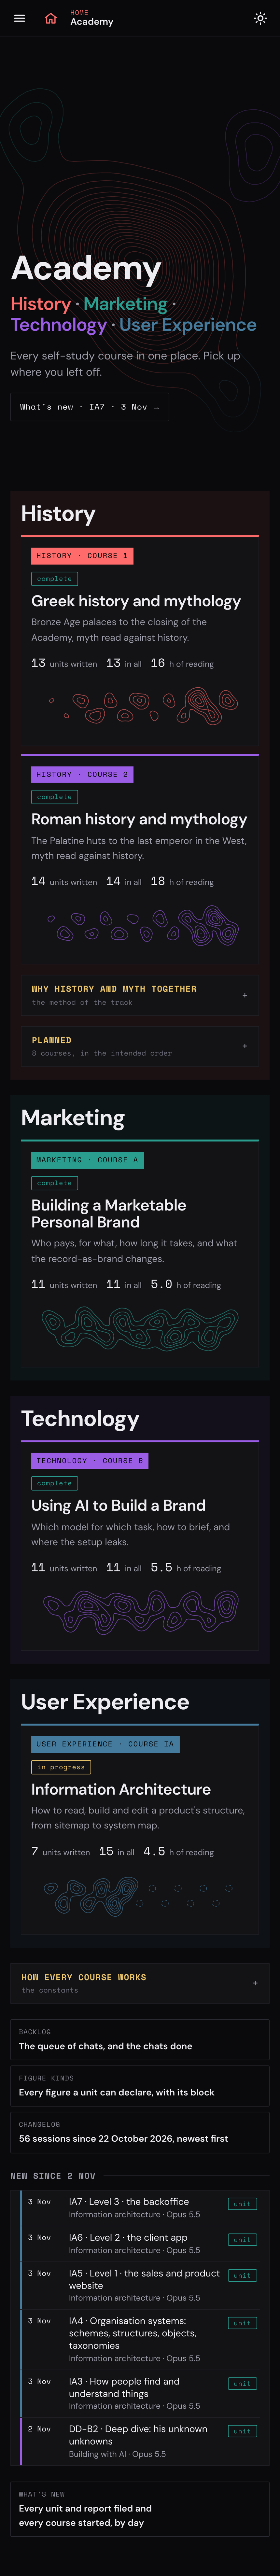 HOME
Academy
Academy
History · Marketing ·
Technology · User Experience
Every self-study course in one place. Pick up
where you left off.
What's new · IA7 · 3 Nov →
History
HISTORY · COURSE 1
complete
Greek history and mythology
Bronze Age palaces to the closing of the
Academy, myth read against history.
13 units written 13 in all 16 h of reading
HISTORY · COURSE 2
complete
Roman history and mythology
The Palatine huts to the last emperor in the West,
myth read against history.
14 units written 14 in all 18 h of reading
WHY HISTORY AND MYTH TOGETHER
the method of the track
+
PLANNED
8 courses, in the intended order
+
Marketing
MARKETING · COURSE A
complete
Building a Marketable
Personal Brand
Who pays, for what, how long it takes, and what
the record-as-brand changes.
11 units written 11 in all 5.0 h of reading
Technology
TECHNOLOGY · COURSE B
complete
Using AI to Build a Brand
Which model for which task, how to brief, and
where the setup leaks.
11 units written 11 in all 5.5 h of reading
User Experience
USER EXPERIENCE · COURSE IA
in progress
Information Architecture
How to read, build and edit a product's structure,
from sitemap to system map.
7 units written 15 in all 4.5 h of reading
HOW EVERY COURSE WORKS
the constants
+
BACKLOG
The queue of chats, and the chats done
FIGURE KINDS
Every figure a unit can declare, with its block
CHANGELOG
56 sessions since 22 October 2026, newest first
NEW SINCE 2 NOV
3 Nov IA7 · Level 3 · the backoffice unit
Information architecture · Opus 5.5
3 Nov IA6 · Level 2 · the client app unit
Information architecture · Opus 5.5
3 Nov IA5 · Level 1 · the sales and product unit
website
Information architecture · Opus 5.5
3 Nov IA4 · Organisation systems: unit
schemes, structures, objects,
taxonomies
Information architecture · Opus 5.5
3 Nov IA3 · How people find and unit
understand things
Information architecture · Opus 5.5
2 Nov DD-B2 · Deep dive: his unknown unit
unknowns
Building with AI · Opus 5.5
WHAT'S NEW
Every unit and report filed and
every course started, by day